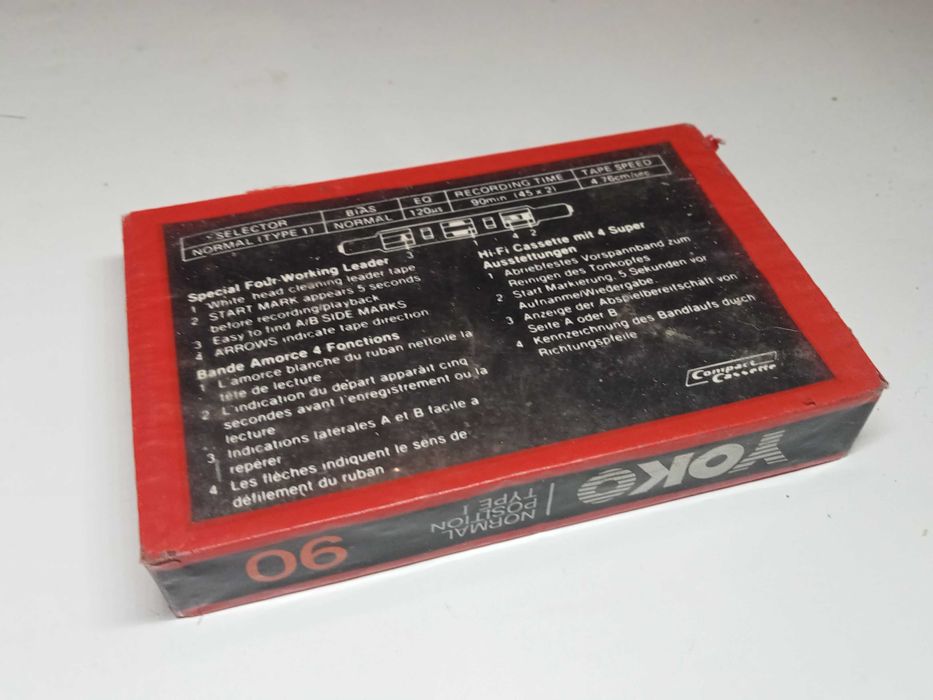 SELECTOR BIAS EQ RECORDING TIME TAPE SPEED
NORMAL (TYPE 1) NORMAL 120µs 90min (45 x 2) 4.76cm/sec
3 1 4 2
Special Four-Working Leader
1 White head cleaning leader tape
2 START MARK appears 5 seconds
before recording/playback
3 Easy to find A/B SIDE MARKS
4 ARROWS indicate tape direction
Bande Amorce 4 Fonctions
1 L'amorce blanche du ruban nettoile la
tête de lecture
2 L'indication du départ apparait cinq
secondes avant l'enregistrement ou la
lecture
3 Indications laterales A et B facile a
repérer
4 Les flèches indiquent le sens de
défilement du ruban
Hi-Fi Cassette mit 4 Super
Ausstettungen
1 Abriebfestes Vorspannband zum
Reinigen des Tonkopfes
2 Start Markierung, 5 Sekunden vor
Aufnahme/Wiedergabe.
3 Anzeige der Abspielbereitschaft von
Seite A oder B
4 Kennzeichnung des Bandlaufs durch
Richtungspfeile
Compact
Cassette
YOKO
NORMAL
POSITION
TYPE I
90